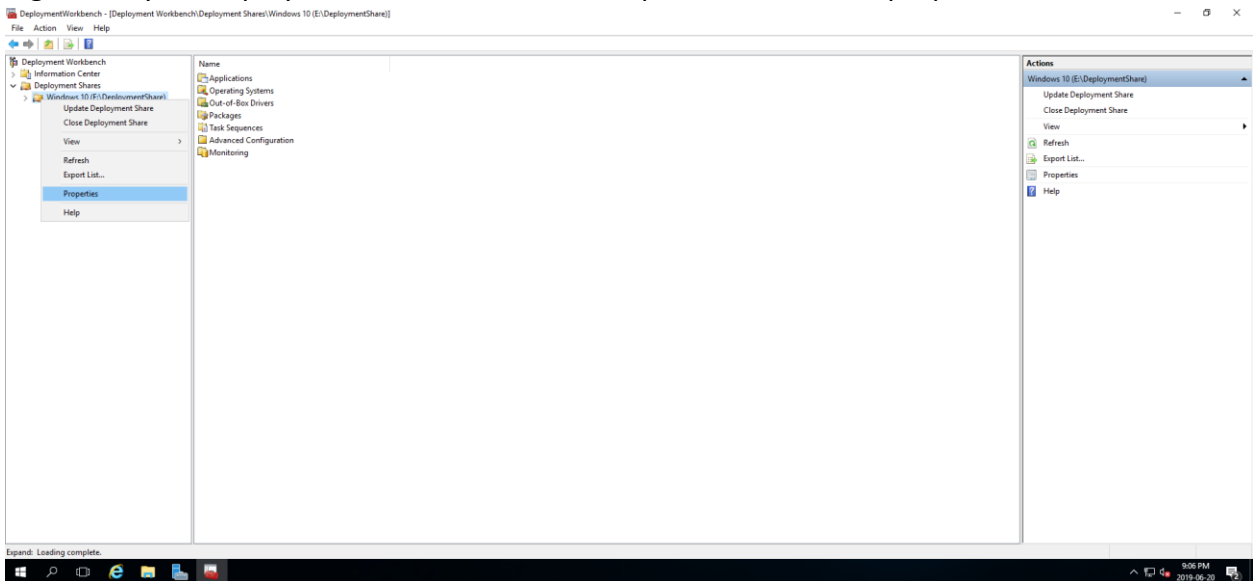 DeploymentWorkbench - [Deployment Workbench\Deployment Shares\Windows 10 (E:\DeploymentShare)]
File Action View Help
Deployment Workbench
Information Center
Deployment Shares
Windows 10 (E:\DeploymentShare)
Update Deployment Share
Close Deployment Share
View
Refresh
Export List...
Properties
Help
Name
Applications
Operating Systems
Out-of-Box Drivers
Packages
Task Sequences
Advanced Configuration
Monitoring
Actions
Windows 10 (E:\DeploymentShare)
Update Deployment Share
Close Deployment Share
View
Refresh
Export List...
Properties
Help
Expand: Loading complete.
9:06 PM
2019-06-20